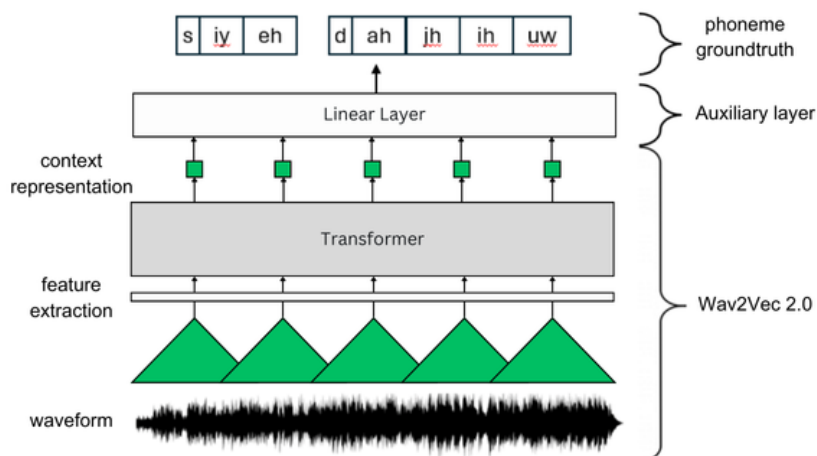 s iy eh d ah jh ih uw
phoneme
groundtruth
Linear Layer
Auxiliary layer
context
representation
Transformer
feature
extraction
Wav2Vec 2.0
waveform